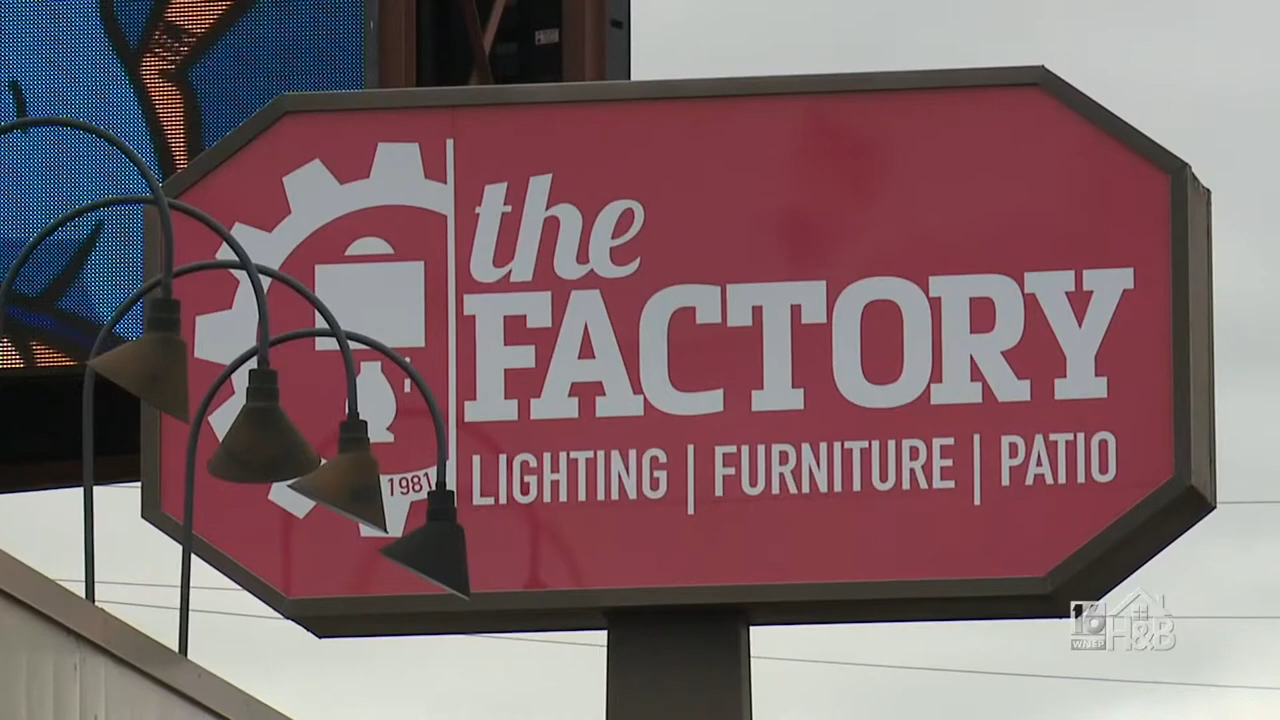 the
FACTORY
LIGHTING | FURNITURE | PATIO
1981
16
WNEP
H&B